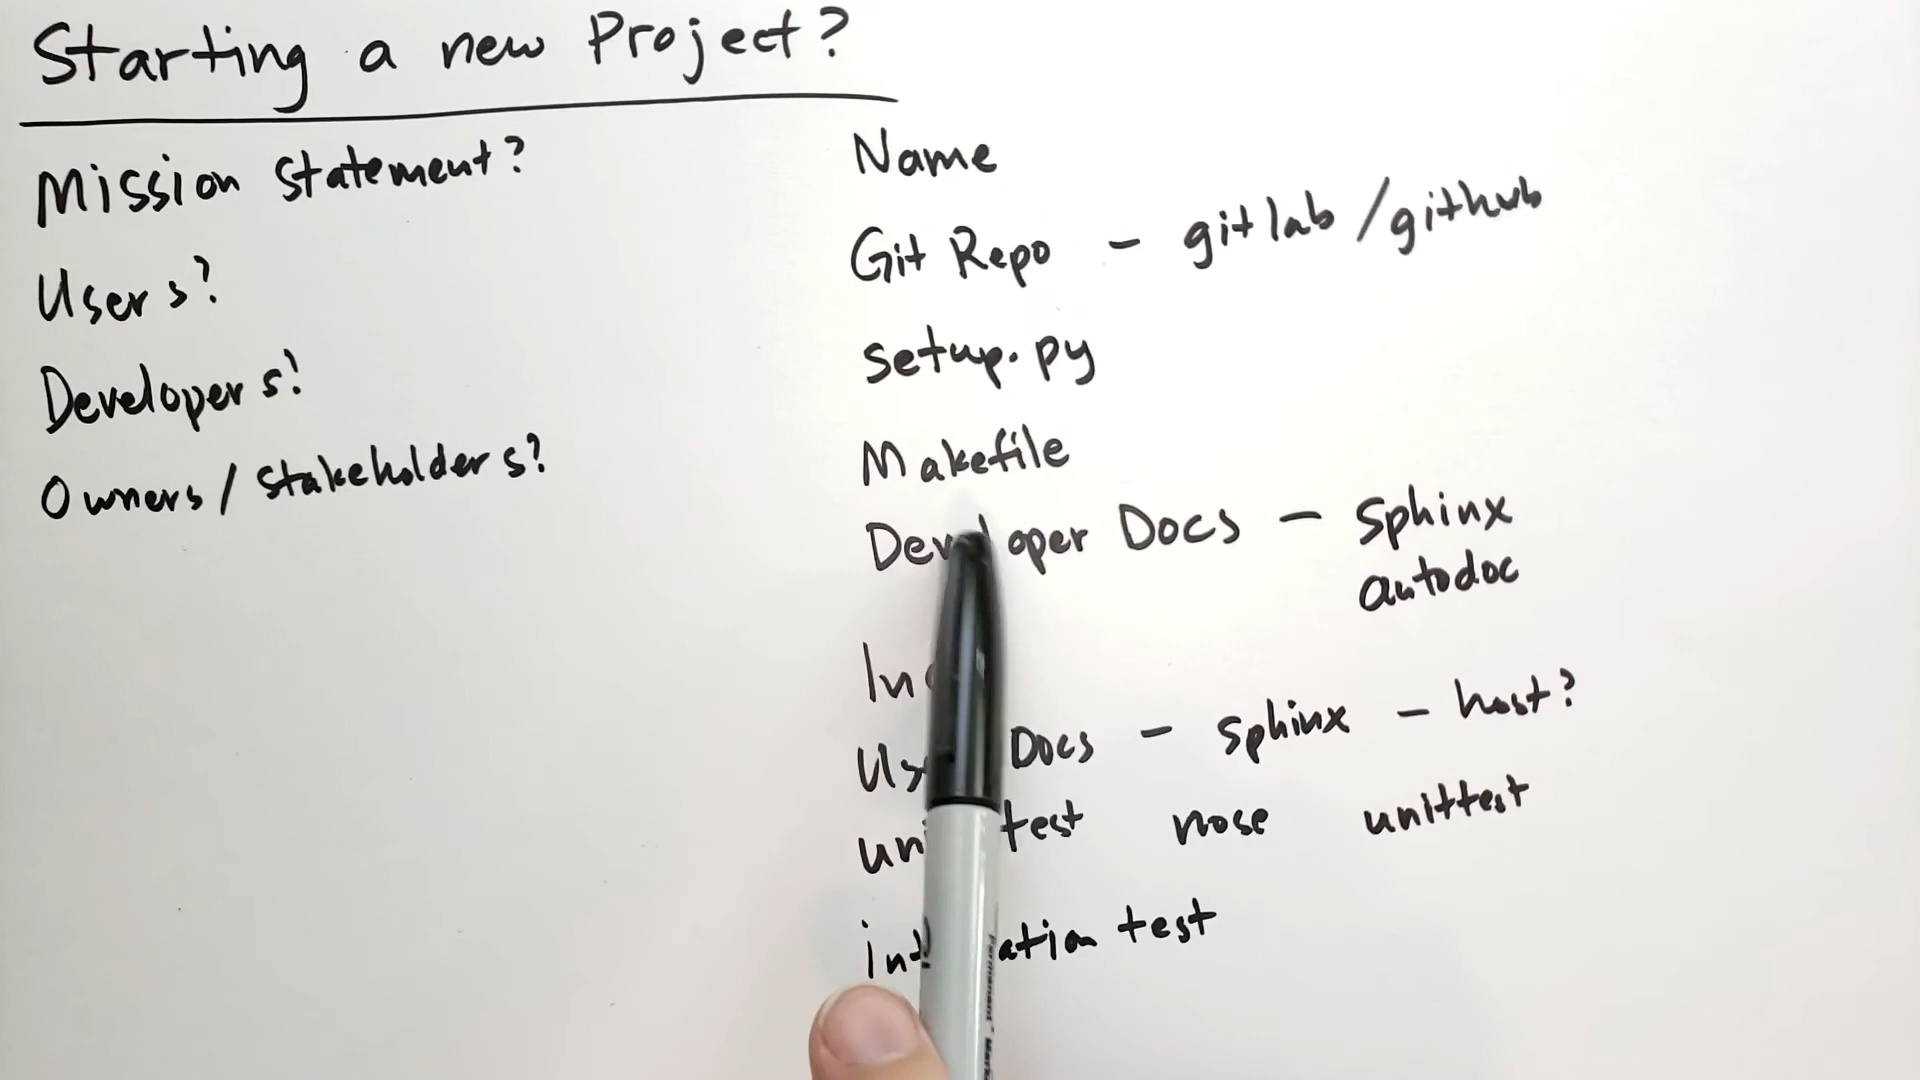 Starting a new Project?
Mission Statement?
Users?
Developers?
Owners / Stakeholders?
Name
Git Repo - gitlab / github
setup.py
Makefile
Developer Docs - Sphinx
autodoc
Docs - Sphinx - host?
test nose unittest
test